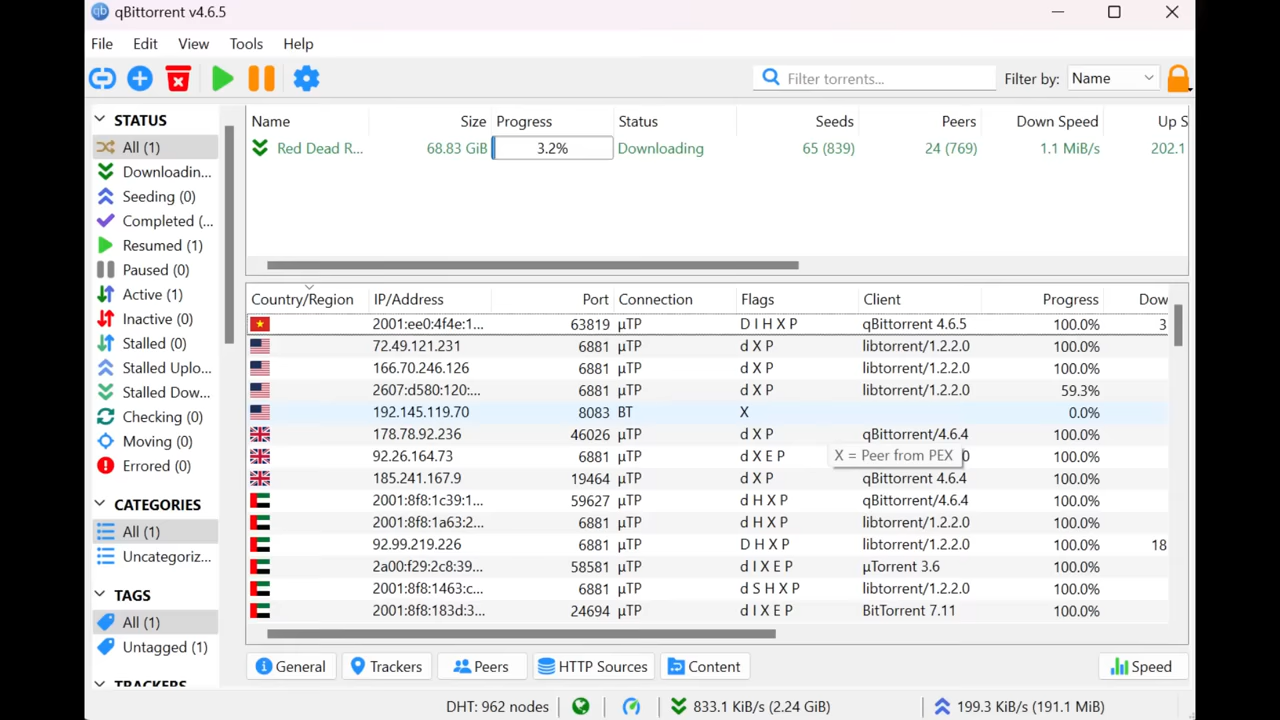 qBittorrent v4.6.5
File Edit View Tools Help
Filter torrents... Filter by: Name
STATUS
All (1)
Downloadin...
Seeding (0)
Completed (...
Resumed (1)
Paused (0)
Active (1)
Inactive (0)
Stalled (0)
Stalled Uplo...
Stalled Dow...
Checking (0)
Moving (0)
Errored (0)
CATEGORIES
All (1)
Uncategoriz...
TAGS
All (1)
Untagged (1)
TRACKERS
Name Size Progress Status Seeds Peers Down Speed Up S
Red Dead R... 68.83 GiB 3.2% Downloading 65 (839) 24 (769) 1.1 MiB/s 202.1
Country/Region IP/Address Port Connection Flags Client Progress Dow
2001:ee0:4f4e:1... 63819 µTP D I H X P qBittorrent 4.6.5 100.0% 3
72.49.121.231 6881 µTP d X P libtorrent/1.2.2.0 100.0%
166.70.246.126 6881 µTP d X P libtorrent/1.2.2.0 100.0%
2607:d580:120:... 6881 µTP d X P libtorrent/1.2.2.0 59.3%
192.145.119.70 8083 BT X 0.0%
178.78.92.236 46026 µTP d X P qBittorrent/4.6.4 100.0%
92.26.164.73 6881 µTP d X E P 0 100.0%
X = Peer from PEX
185.241.167.9 19464 µTP d X P qBittorrent 4.6.4 100.0%
2001:8f8:1c39:1... 59627 µTP d H X P qBittorrent/4.6.4 100.0%
2001:8f8:1a63:2... 6881 µTP d H X P libtorrent/1.2.2.0 100.0%
92.99.219.226 6881 µTP D H X P libtorrent/1.2.2.0 100.0% 18
2a00:f29:2c8:39... 58581 µTP d I X E P µTorrent 3.6 100.0%
2001:8f8:1463:c... 6881 µTP d S H X P libtorrent/1.2.2.0 100.0%
2001:8f8:183d:3... 24694 µTP d I X E P BitTorrent 7.11 100.0%
General Trackers Peers HTTP Sources Content Speed
DHT: 962 nodes 833.1 KiB/s (2.24 GiB) 199.3 KiB/s (191.1 MiB)